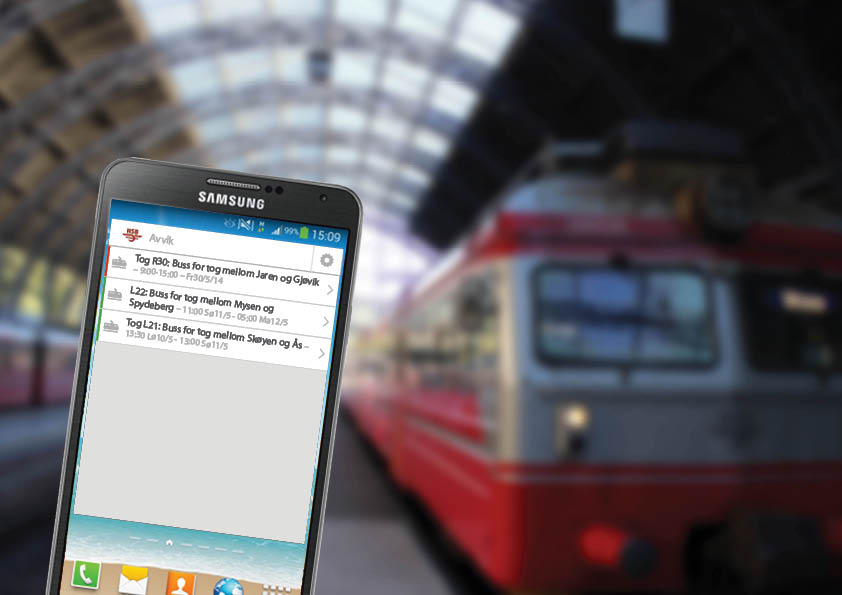 SAMSUNG
99% 15:09
NSB Avvik
Tog R30: Buss for tog mellom Jaren og Gjøvik
– 9:00-15:00 – Fr30/5/14
L22: Buss for tog mellom Mysen og
Spydeberg – 11:00 Sø11/5 - 05:00 Ma12/5
Tog L21: Buss for tog mellom Skøyen og Ås –
13:30 Lø10/5 - 13:00 Sø11/5